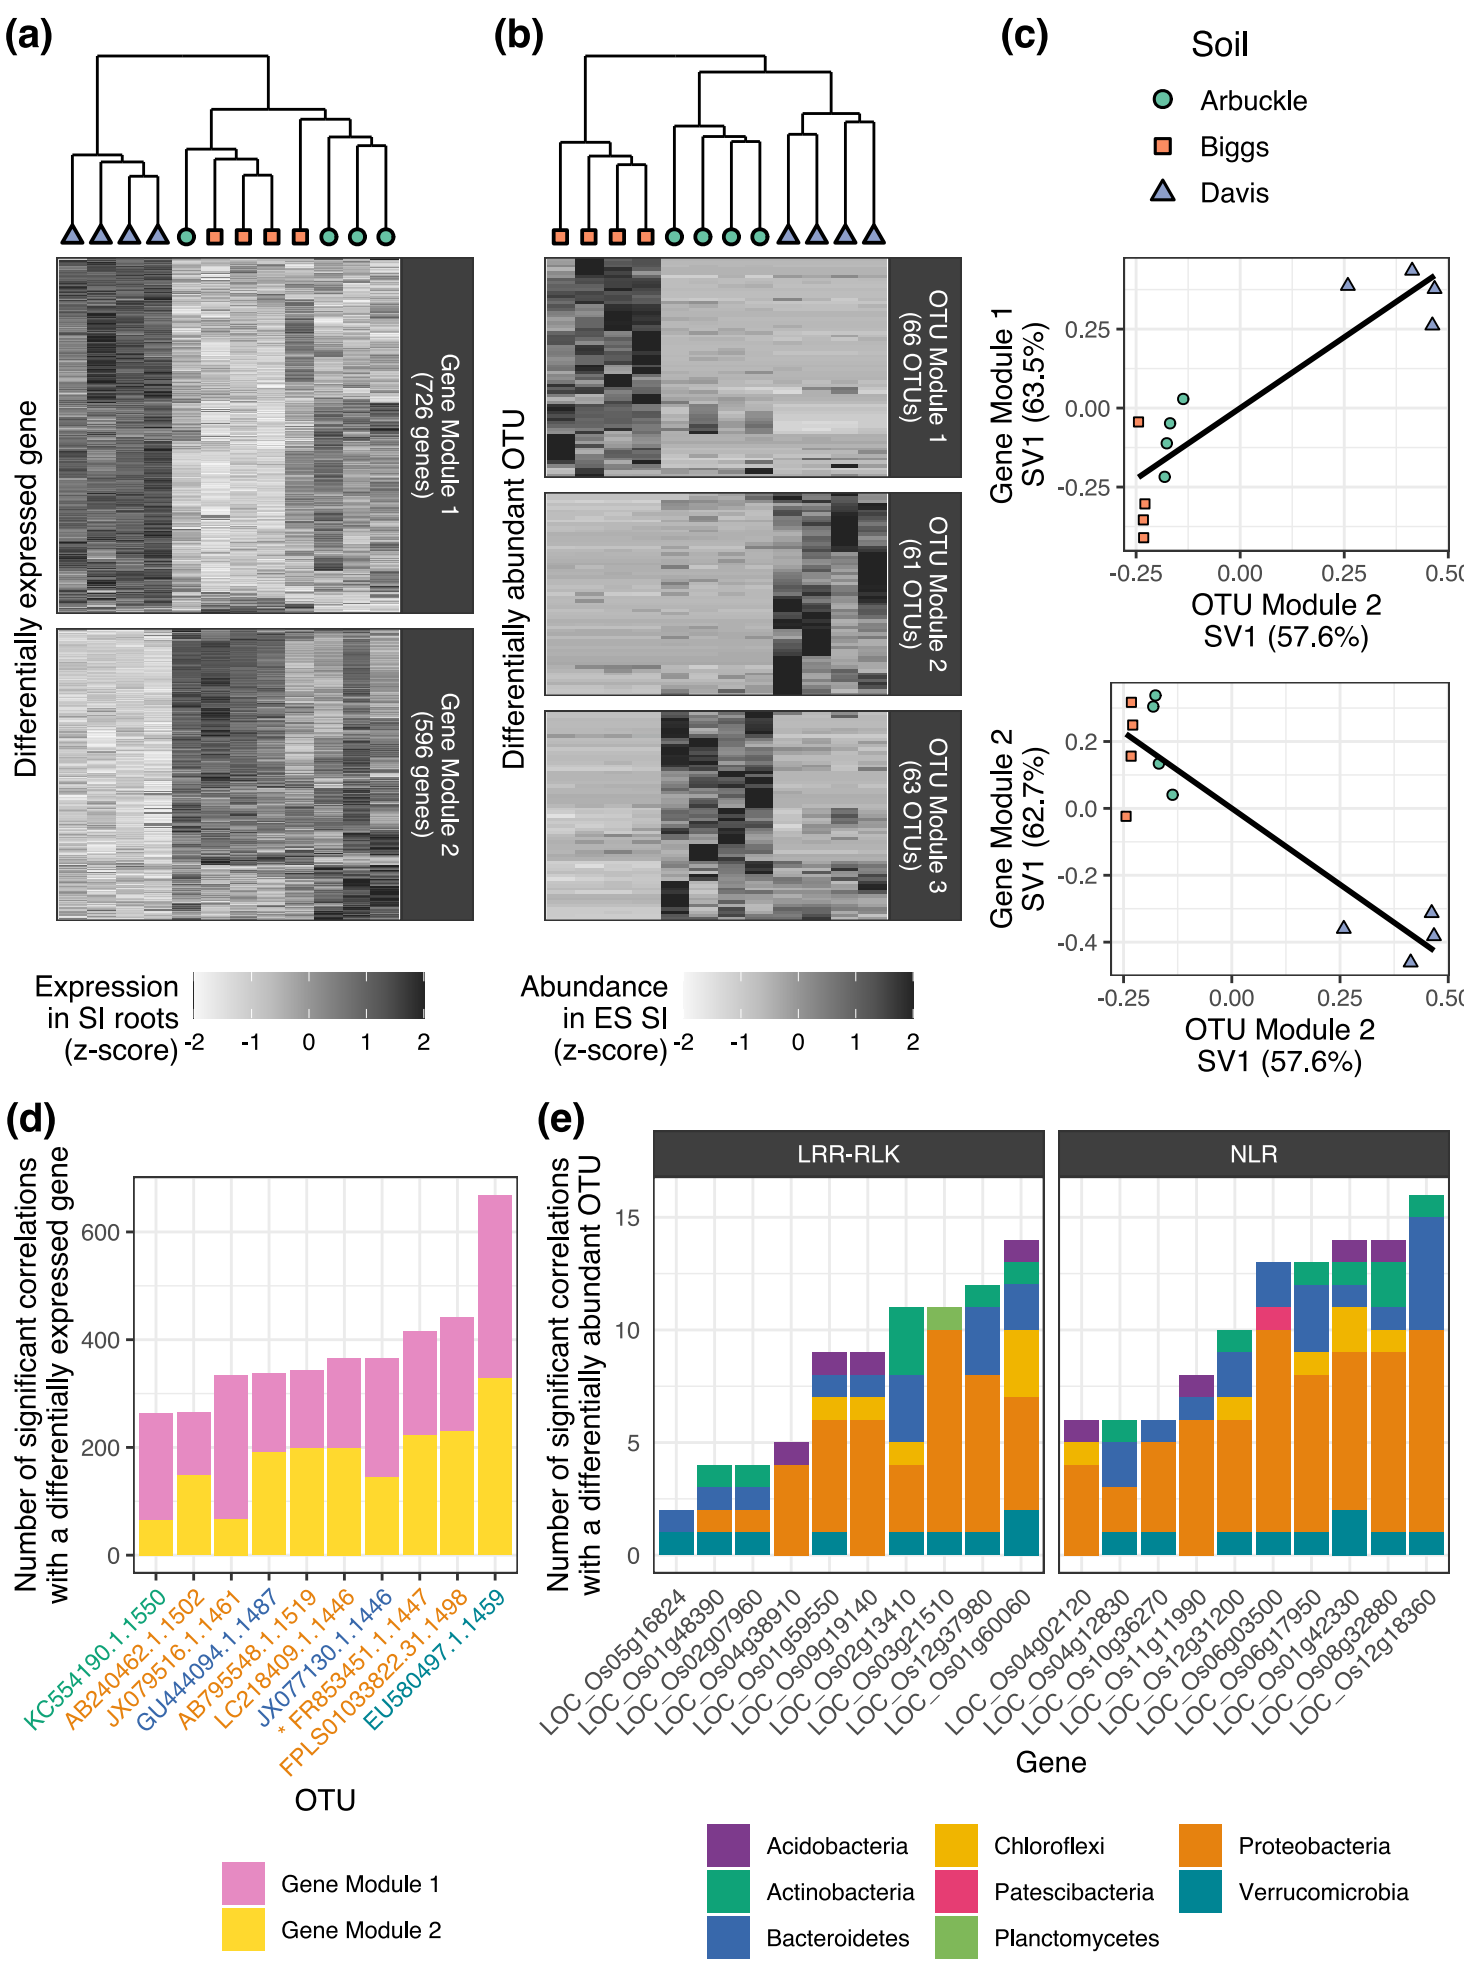 (a)
(b)
(c)
Soil
Arbuckle
Biggs
Davis
Differentially expressed gene
Gene Module 1
(726 genes)
Gene Module 2
(596 genes)
Expression
in SI roots
(z-score)
-2
-1
0
1
2
Differentially abundant OTU
OTU Module 1
(66 OTUs)
OTU Module 2
(61 OTUs)
OTU Module 3
(63 OTUs)
Abundance
in ES SI
(z-score)
-2
-1
0
1
2
Gene Module 1
SV1 (63.5%)
0.25
0.00
-0.25
-0.25
0.00
0.25
0.50
OTU Module 2
SV1 (57.6%)
Gene Module 2
SV1 (62.7%)
0.2
0.0
-0.2
-0.4
-0.25
0.00
0.25
0.50
OTU Module 2
SV1 (57.6%)
(d)
Number of significant correlations
with a differentially expressed gene
600
400
200
0
KC554190.1.1550
AB240462.1.1502
JX079516.1.1461
GU444094.1.1487
AB795548.1.1519
LC218409.1.1446
JX077130.1.1446
* FR853451.1.1447
FPLS01033822.31.1498
EU580497.1.1459
OTU
Gene Module 1
Gene Module 2
(e)
Number of significant correlations
with a differentially abundant OTU
LRR-RLK
NLR
15
10
5
0
LOC_Os05g16824
LOC_Os01g48390
LOC_Os02g07960
LOC_Os04g38910
LOC_Os01g59550
LOC_Os09g19140
LOC_Os02g13410
LOC_Os03g21510
LOC_Os12g37980
LOC_Os01g60060
LOC_Os04g02120
LOC_Os04g12830
LOC_Os10g36270
LOC_Os11g11990
LOC_Os12g31200
LOC_Os06g03500
LOC_Os06g17950
LOC_Os01g42330
LOC_Os08g32880
LOC_Os12g18360
Gene
Acidobacteria
Actinobacteria
Bacteroidetes
Chloroflexi
Patescibacteria
Planctomycetes
Proteobacteria
Verrucomicrobia